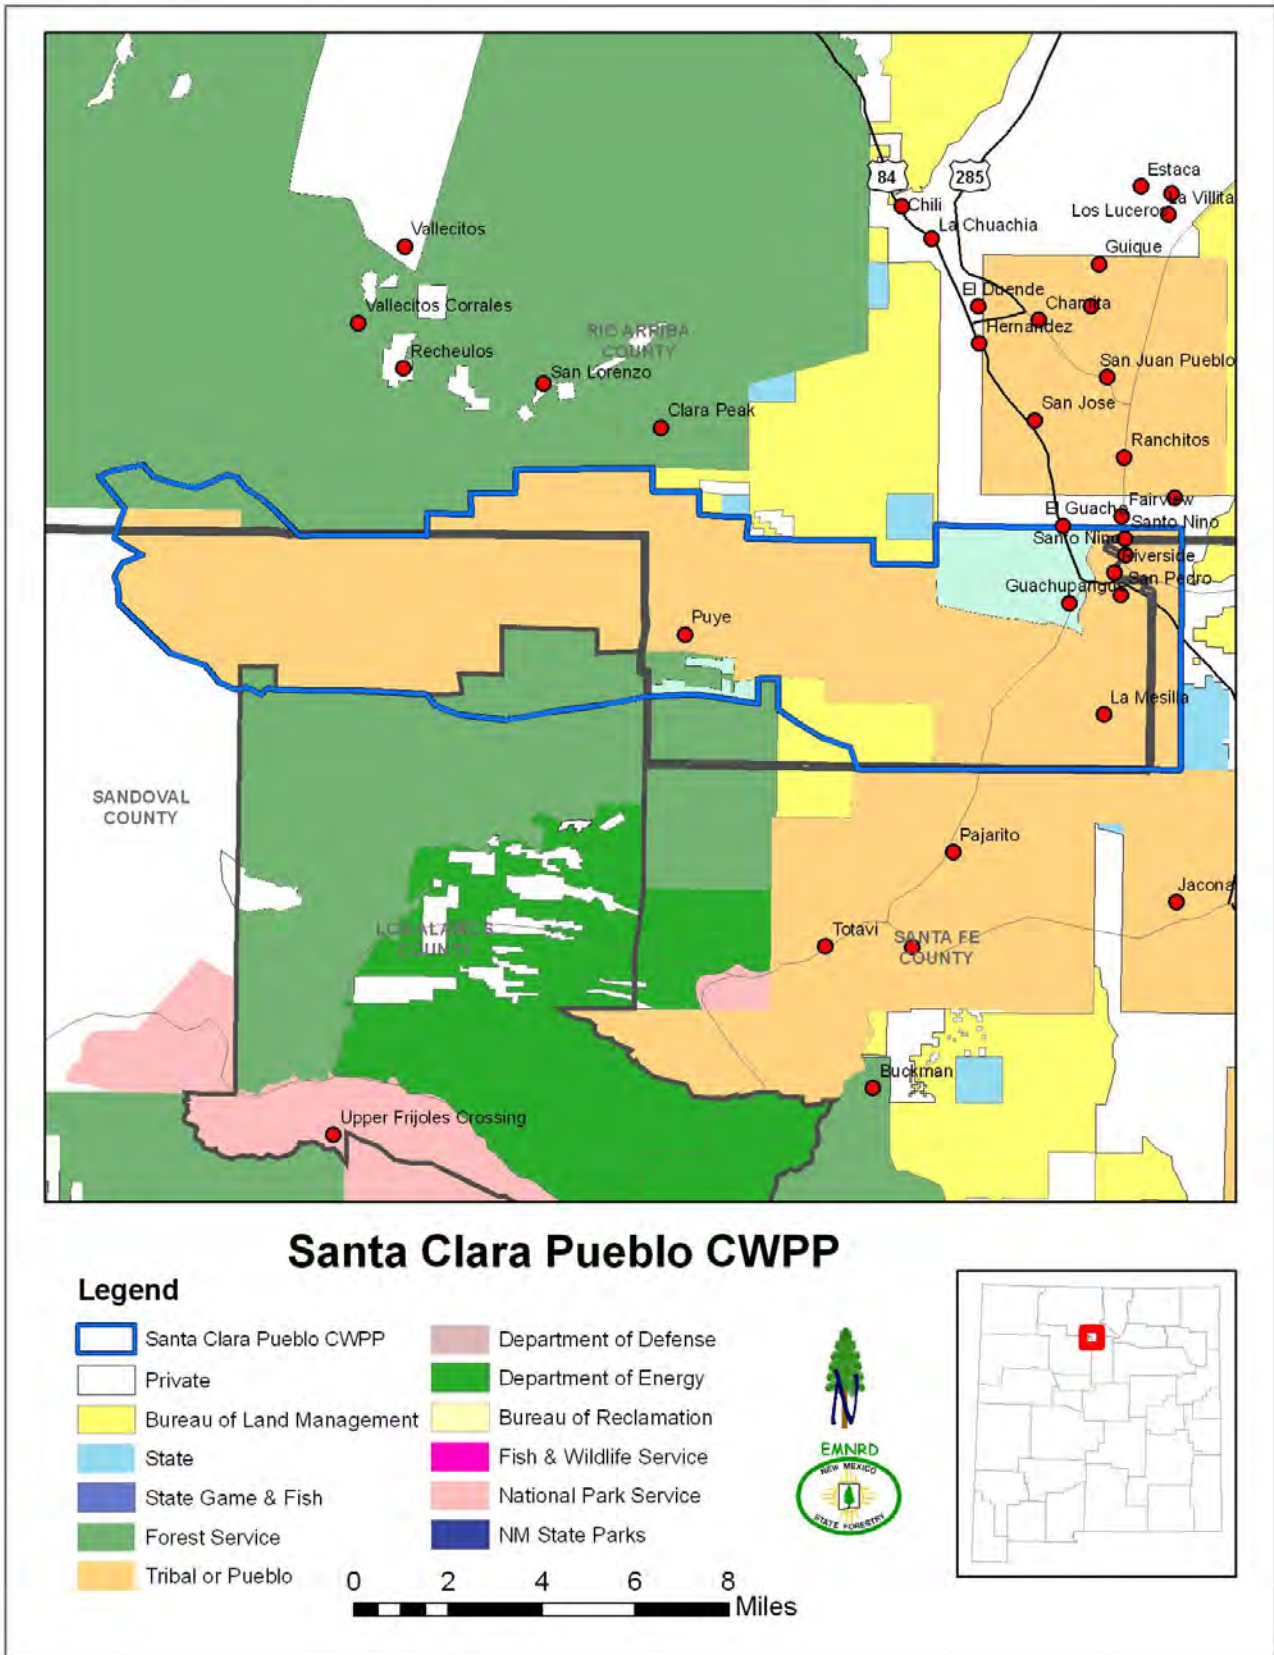 84
285
Estaca
La Villita
Los Luceros
Chili
La Chuachia
Guique
Vallecitos
El Duende
Chamita
Vallecitos Corrales
Hernandez
RIO ARRIBA
COUNTY
Recheulos
San Juan Pueblo
San Lorenzo
Clara Peak
San Jose
Ranchitos
Fairview
El Guache
Santo Nino
Santo Nino
Riverside
San Pedro
Guachupangue
Puye
La Mesilla
SANDOVAL
COUNTY
Pajarito
Jacona
LOS ALAMOS
COUNTY
Totavi
SANTA FE
COUNTY
Buckman
Upper Frijoles Crossing
Santa Clara Pueblo CWPP
Legend
Santa Clara Pueblo CWPP
Private
Bureau of Land Management
State
State Game & Fish
Forest Service
Tribal or Pueblo
Department of Defense
Department of Energy
Bureau of Reclamation
Fish & Wildlife Service
National Park Service
NM State Parks
N
EMNRD
NEW MEXICO
STATE FORESTRY
0 2 4 6 8
Miles